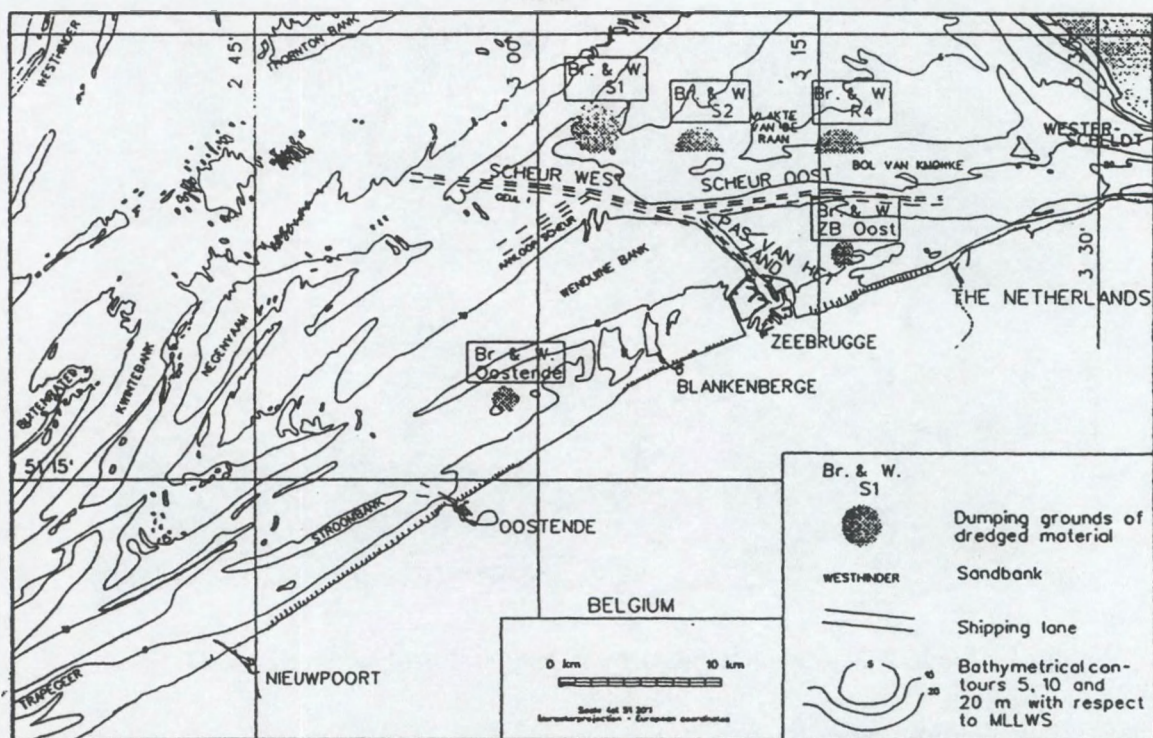 WESTHINDER
2 45'
THORNTON BANK
3 00'
3 15'
3 30'
Br. & W.
S1
Br. & W
S2
Br. & W
R4
VLAKTE
VAN DE
RAAN
WESTER-
SCHELDT
BOL VAN KNOKKE
SCHEUR WEST
SCHEUR OOST
Br. & W
ZB Oost
PAS VAN HET
ZAND
WENDUINE BANK
THE NETHERLANDS
ZEEBRUGGE
BLANKENBERGE
Br & W.
Oostende
NEGENVAAM
KWINTEBANK
BUITENRATEL
51 15'
STROOMBANK
OOSTENDE
NIEUWPOORT
TRAPEGEER
BELGIUM
0 km 10 km
Br. & W.
S1
Dumping grounds of
dredged material
WESTHINDER Sandbank
Shipping lane
5
10
20
Bathymetrical con-
tours 5, 10 and
20 m with respect
to MLLWS
3 30'